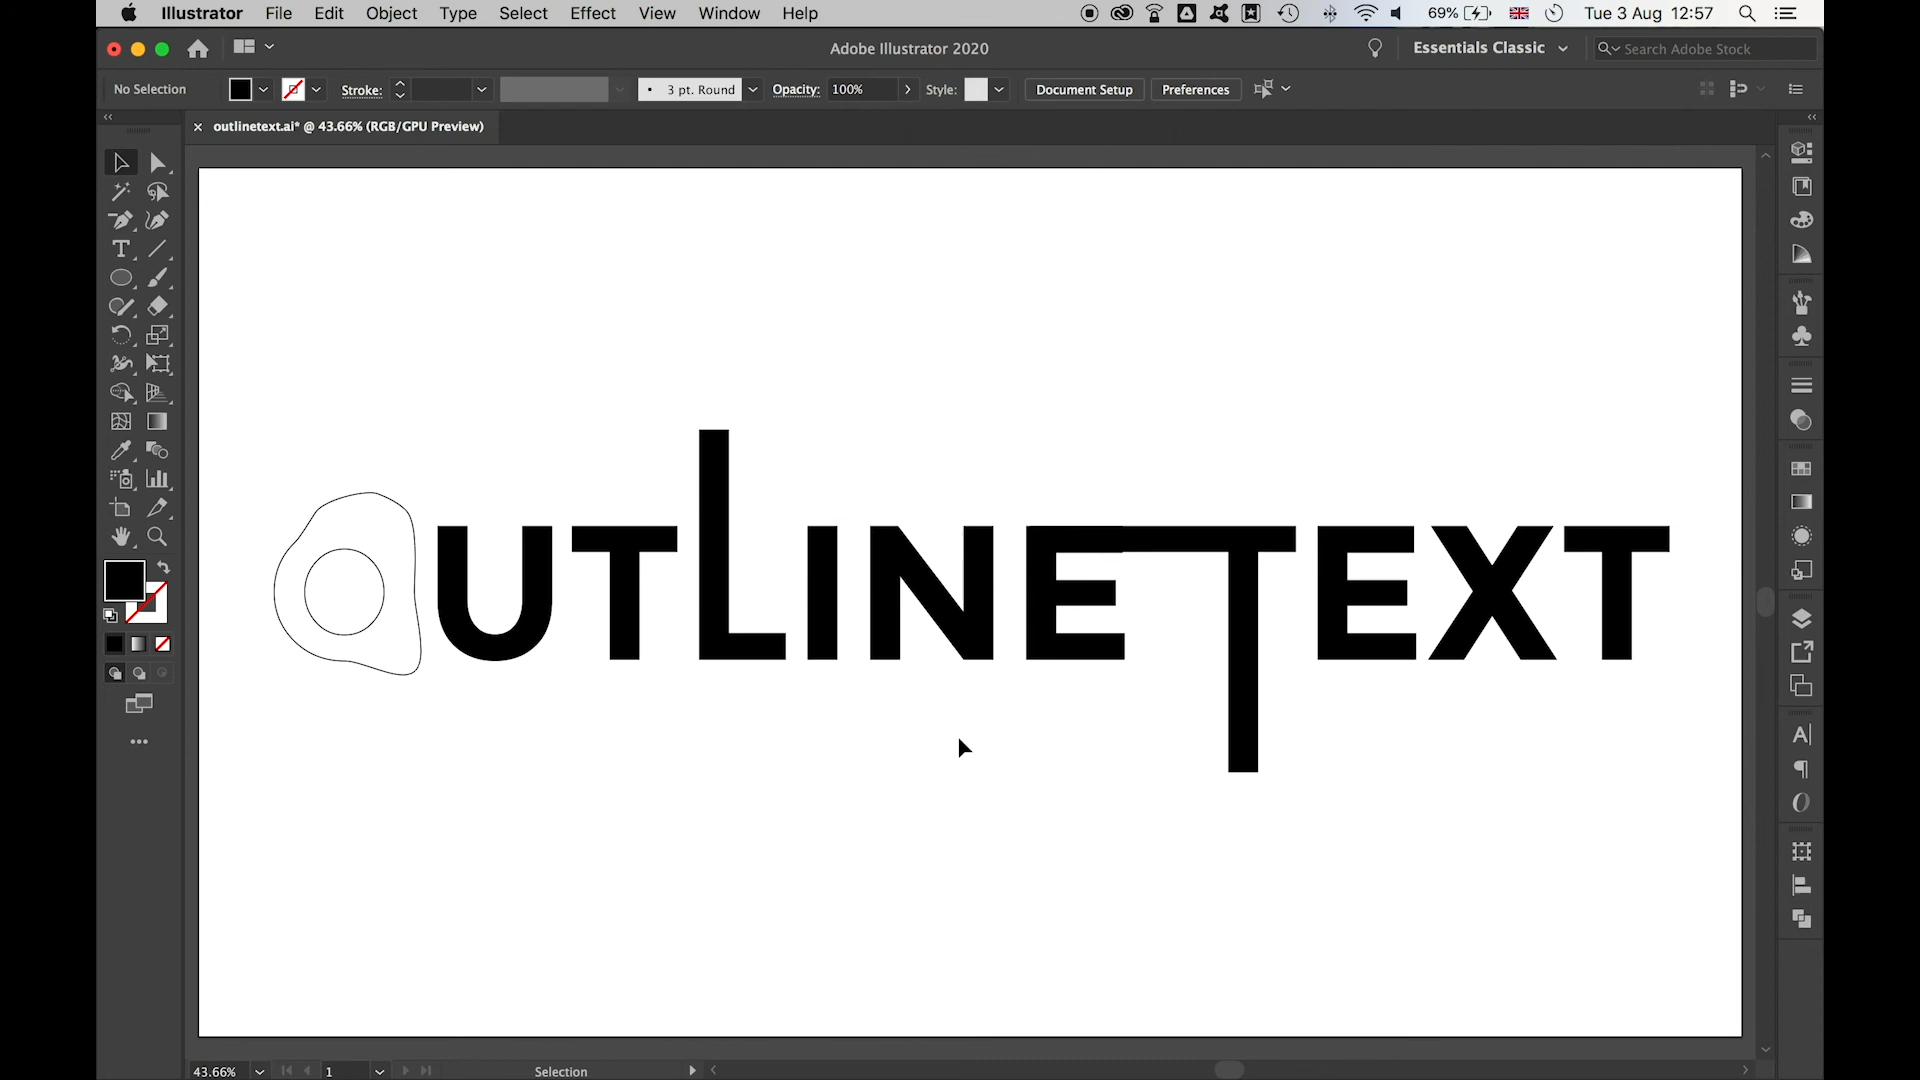 Illustrator File Edit Object Type Select Effect View Window Help 69% Tue 3 Aug 12:57
Adobe Illustrator 2020 Essentials Classic Search Adobe Stock
No Selection Stroke: 3 pt. Round Opacity: 100% Style: Document Setup Preferences
outlinetext.ai* @ 43.66% (RGB/GPU Preview)
OUTLINETEXT
43.66% 1 Selection